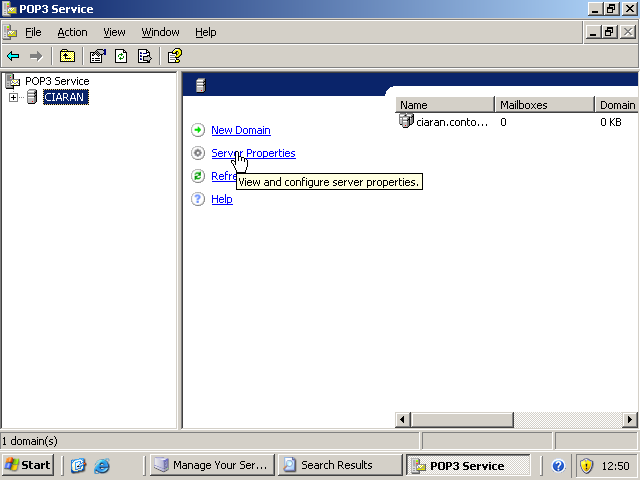 POP3 Service
File Action View Window Help
POP3 Service
CIARAN
New Domain
Server Properties
Refre
View and configure server properties.
Help
Name Mailboxes Domain
ciaran.conto... 0 0 KB
1 domain(s)
Start Manage Your Ser... Search Results POP3 Service 12:50